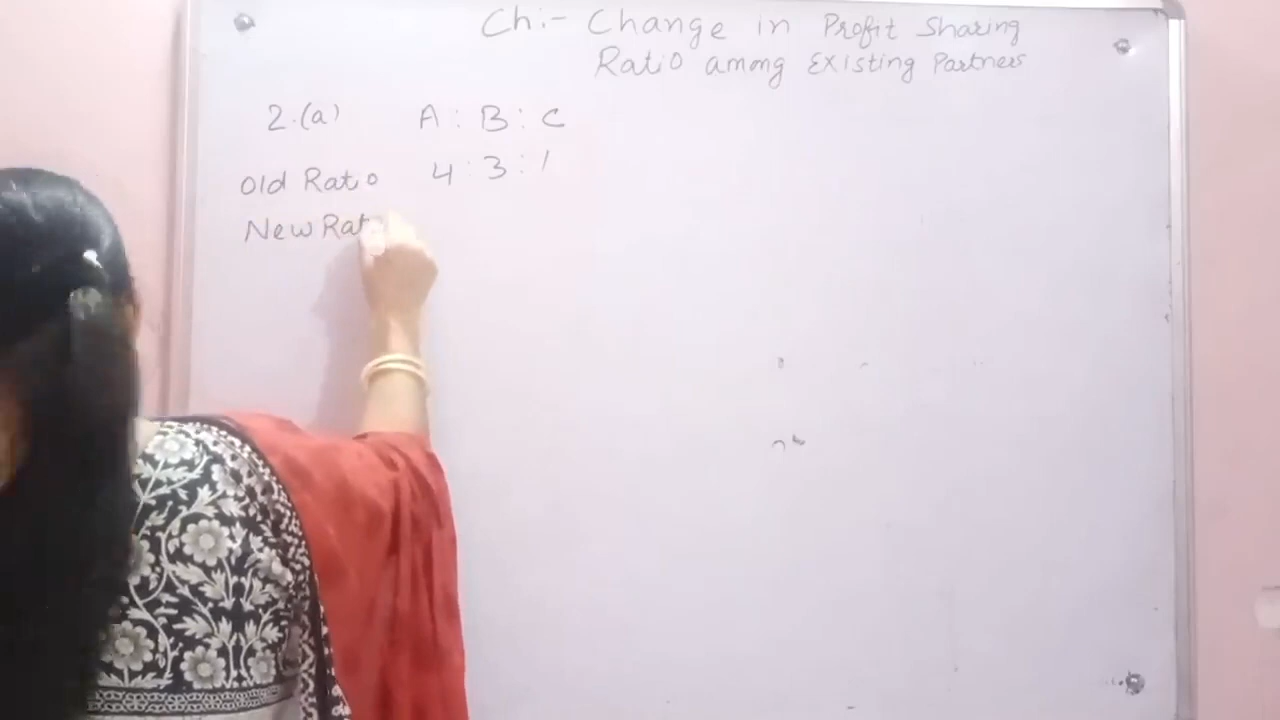 Ch:- Change in Profit Sharing
Ratio among Existing Partners
2.(a) A : B : C
Old Ratio 4 : 3 : 1
New Rat